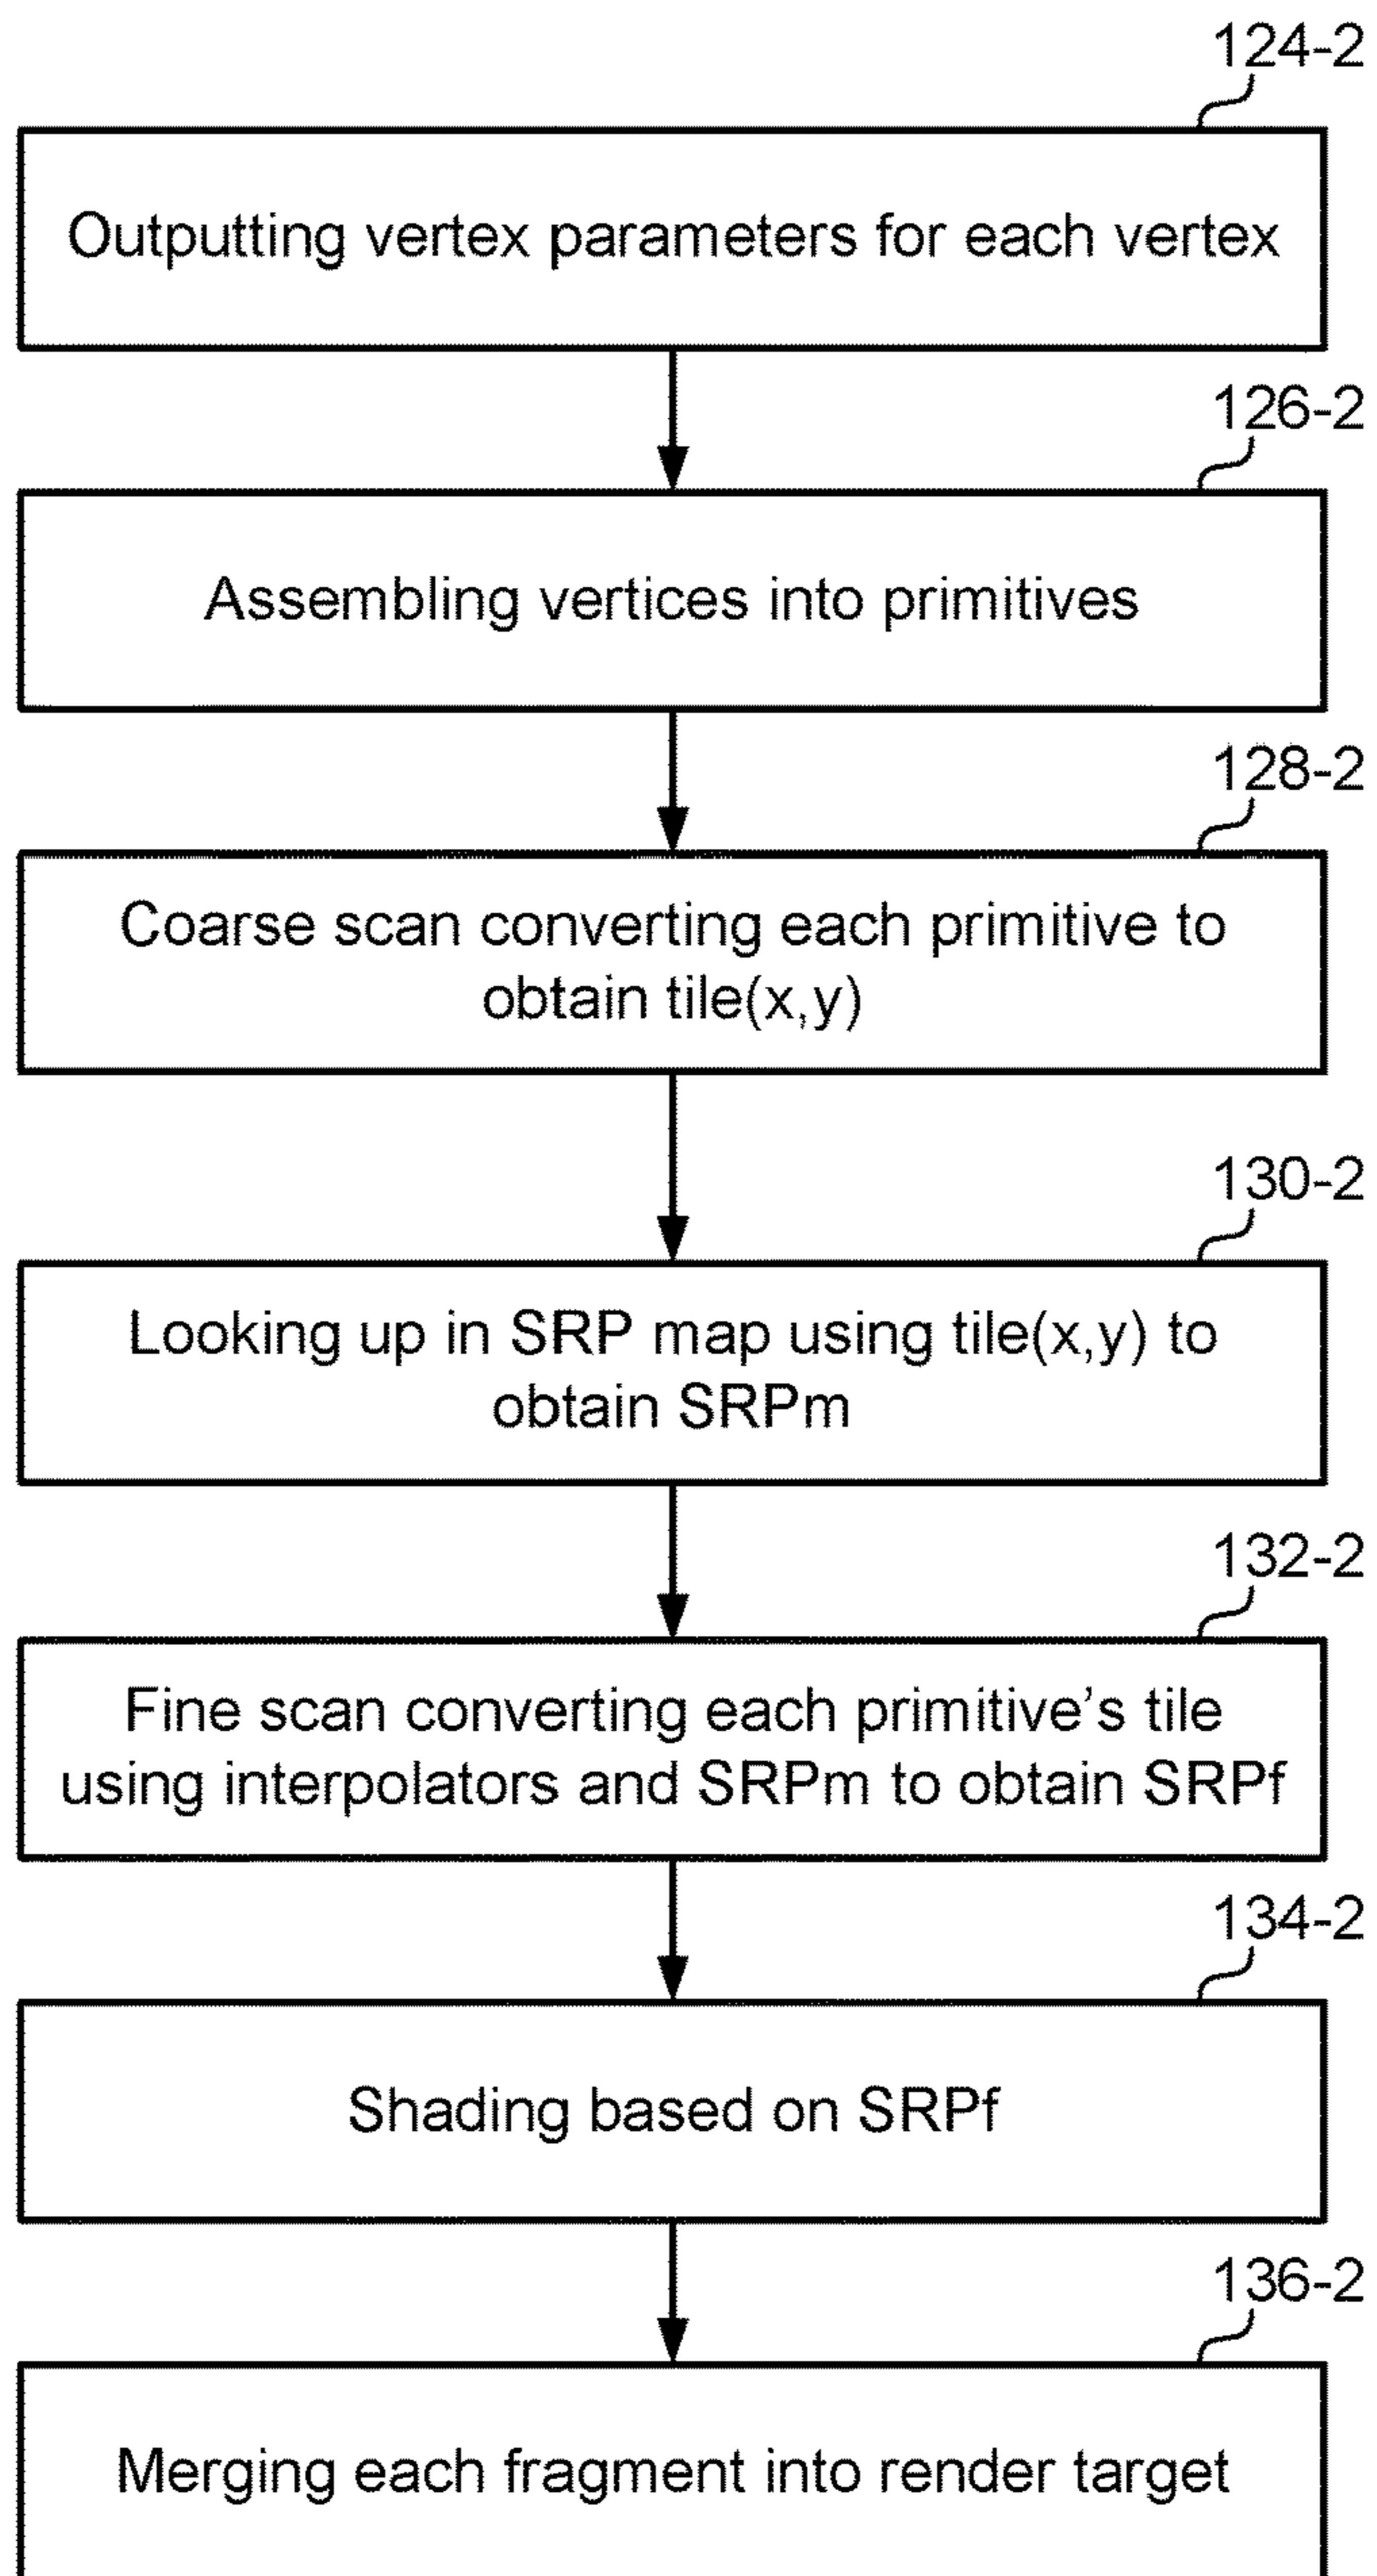 124-2
Outputting vertex parameters for each vertex
126-2
Assembling vertices into primitives
128-2
Coarse scan converting each primitive to
obtain tile(x,y)
130-2
Looking up in SRP map using tile(x,y) to
obtain SRPm
132-2
Fine scan converting each primitive’s tile
using interpolators and SRPm to obtain SRPf
134-2
Shading based on SRPf
136-2
Merging each fragment into render target